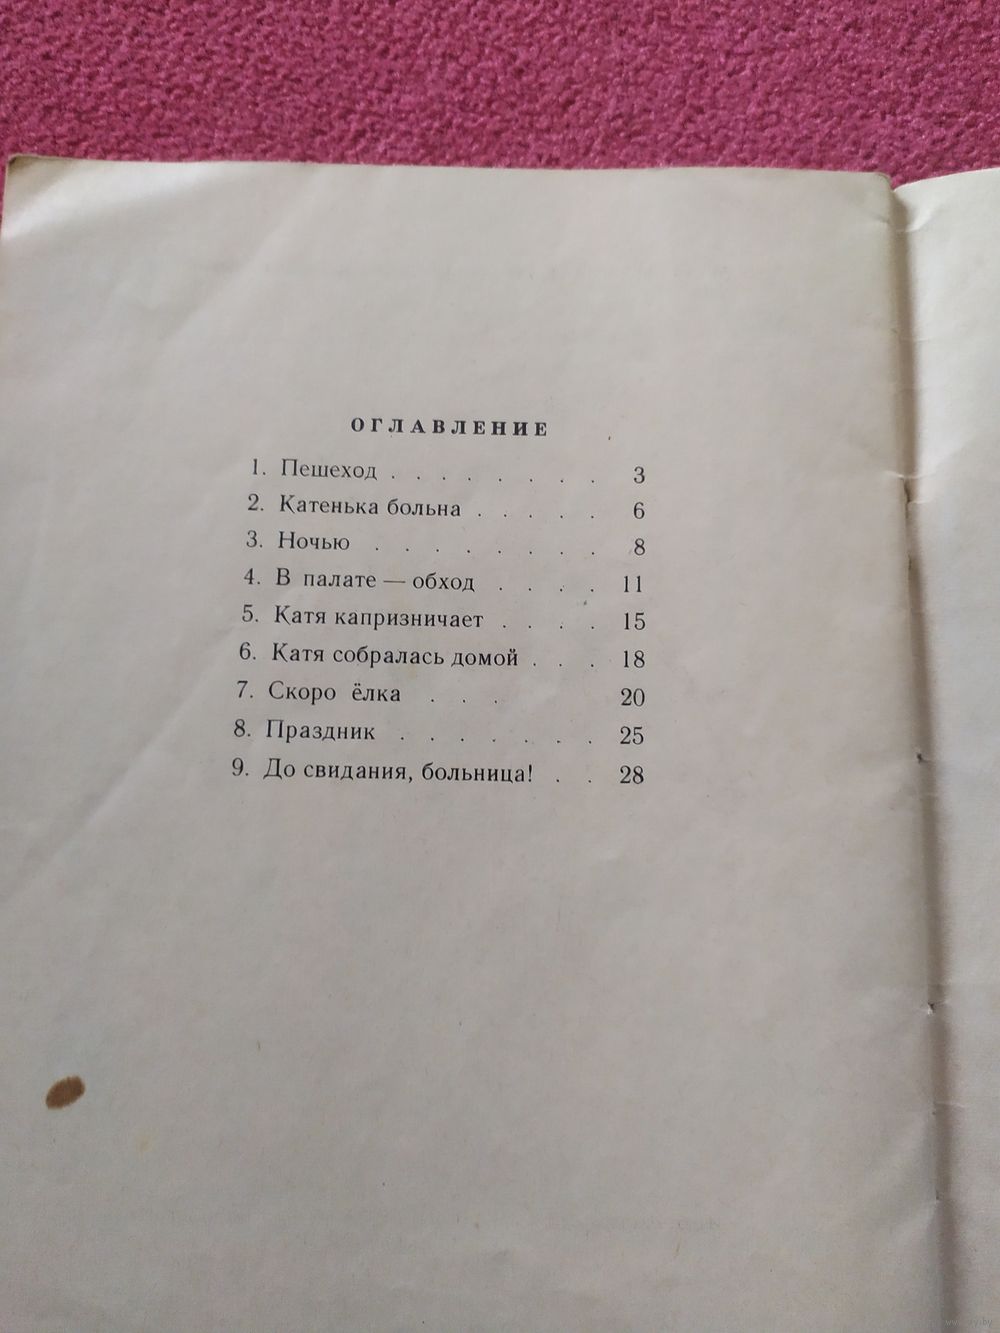 ОГЛАВЛЕНИЕ
1. Пешеход . . . . . . . . 3
2. Катенька больна . . . . . 6
3. Ночью . . . . . . . . 8
4. В палате — обход . . . . 11
5. Катя капризничает . . . . 15
6. Катя собралась домой . . . 18
7. Скоро ёлка . . . 20
8. Праздник . . . . . . . 25
9. До свидания, больница! . . 28